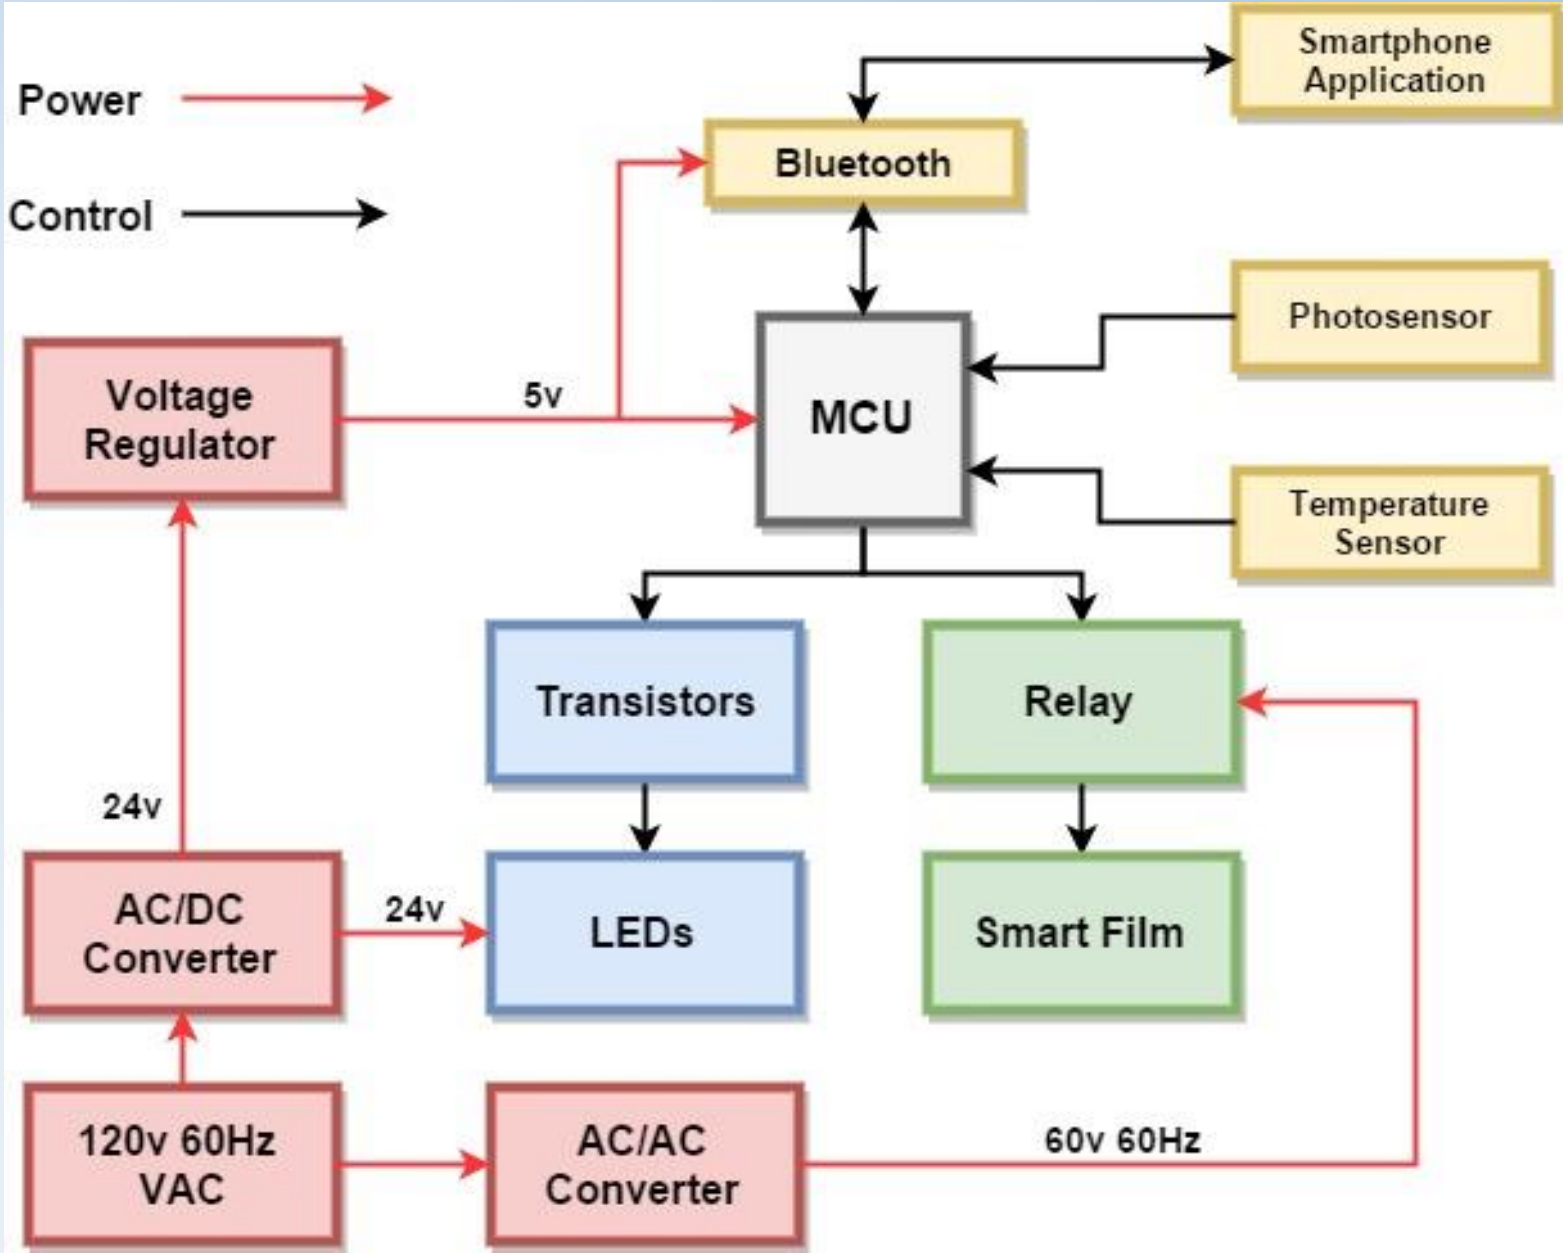 Power
Control
Smartphone
Application
Bluetooth
Photosensor
Voltage
Regulator
5v
MCU
Temperature
Sensor
Transistors
Relay
24v
AC/DC
Converter
24v
LEDs
Smart Film
120v 60Hz
VAC
AC/AC
Converter
60v 60Hz